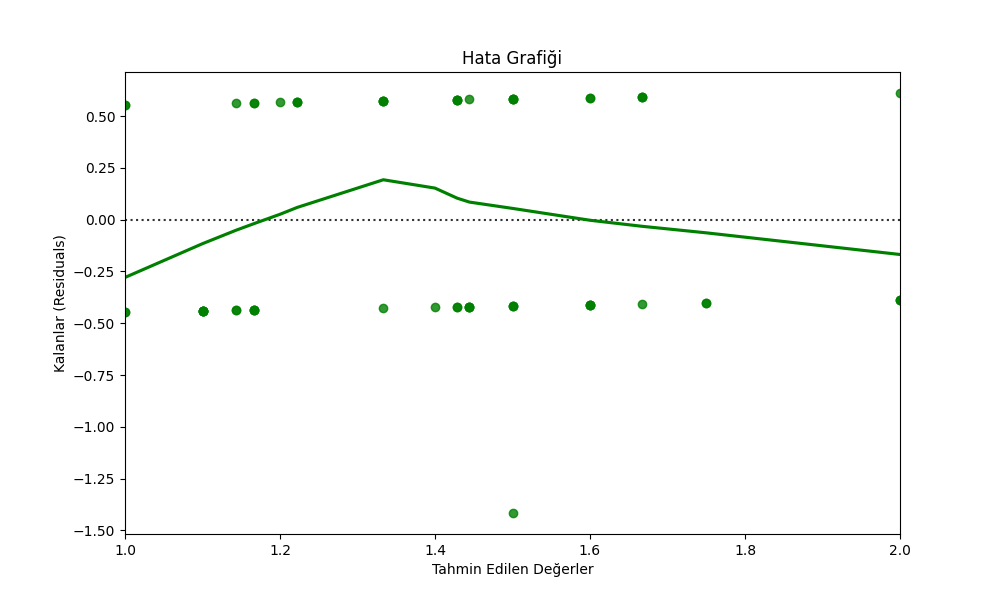 Hata Grafiği
Kalanlar (Residuals)
0.50
0.25
0.00
−0.25
−0.50
−0.75
−1.00
−1.25
−1.50
1.0 1.2 1.4 1.6 1.8 2.0
Tahmin Edilen Değerler